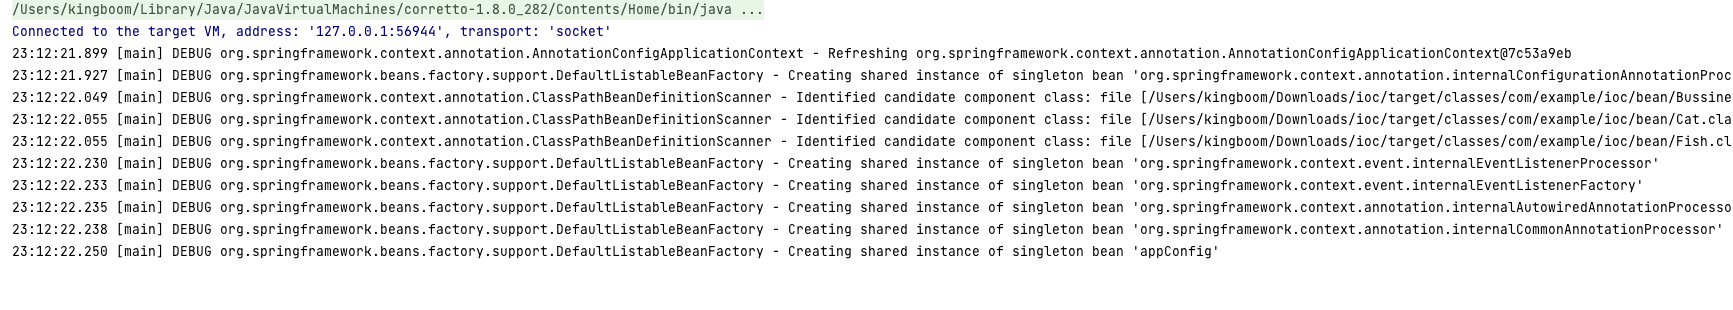 /Users/kingboom/Library/Java/JavaVirtualMachines/corretto-1.8.0_282/Contents/Home/bin/java ...
Connected to the target VM, address: '127.0.0.1:56944', transport: 'socket'
23:12:21.899 [main] DEBUG org.springframework.context.annotation.AnnotationConfigApplicationContext - Refreshing org.springframework.context.annotation.AnnotationConfigApplicationContext@7c53a9eb
23:12:21.927 [main] DEBUG org.springframework.beans.factory.support.DefaultListableBeanFactory - Creating shared instance of singleton bean 'org.springframework.context.annotation.internalConfigurationAnnotationProc
23:12:22.049 [main] DEBUG org.springframework.context.annotation.ClassPathBeanDefinitionScanner - Identified candidate component class: file [/Users/kingboom/Downloads/ioc/target/classes/com/example/ioc/bean/Bussine
23:12:22.055 [main] DEBUG org.springframework.context.annotation.ClassPathBeanDefinitionScanner - Identified candidate component class: file [/Users/kingboom/Downloads/ioc/target/classes/com/example/ioc/bean/Cat.cla
23:12:22.055 [main] DEBUG org.springframework.context.annotation.ClassPathBeanDefinitionScanner - Identified candidate component class: file [/Users/kingboom/Downloads/ioc/target/classes/com/example/ioc/bean/Fish.cl
23:12:22.230 [main] DEBUG org.springframework.beans.factory.support.DefaultListableBeanFactory - Creating shared instance of singleton bean 'org.springframework.context.event.internalEventListenerProcessor'
23:12:22.233 [main] DEBUG org.springframework.beans.factory.support.DefaultListableBeanFactory - Creating shared instance of singleton bean 'org.springframework.context.event.internalEventListenerFactory'
23:12:22.235 [main] DEBUG org.springframework.beans.factory.support.DefaultListableBeanFactory - Creating shared instance of singleton bean 'org.springframework.context.annotation.internalAutowiredAnnotationProcesso
23:12:22.238 [main] DEBUG org.springframework.beans.factory.support.DefaultListableBeanFactory - Creating shared instance of singleton bean 'org.springframework.context.annotation.internalCommonAnnotationProcessor'
23:12:22.250 [main] DEBUG org.springframework.beans.factory.support.DefaultListableBeanFactory - Creating shared instance of singleton bean 'appConfig'